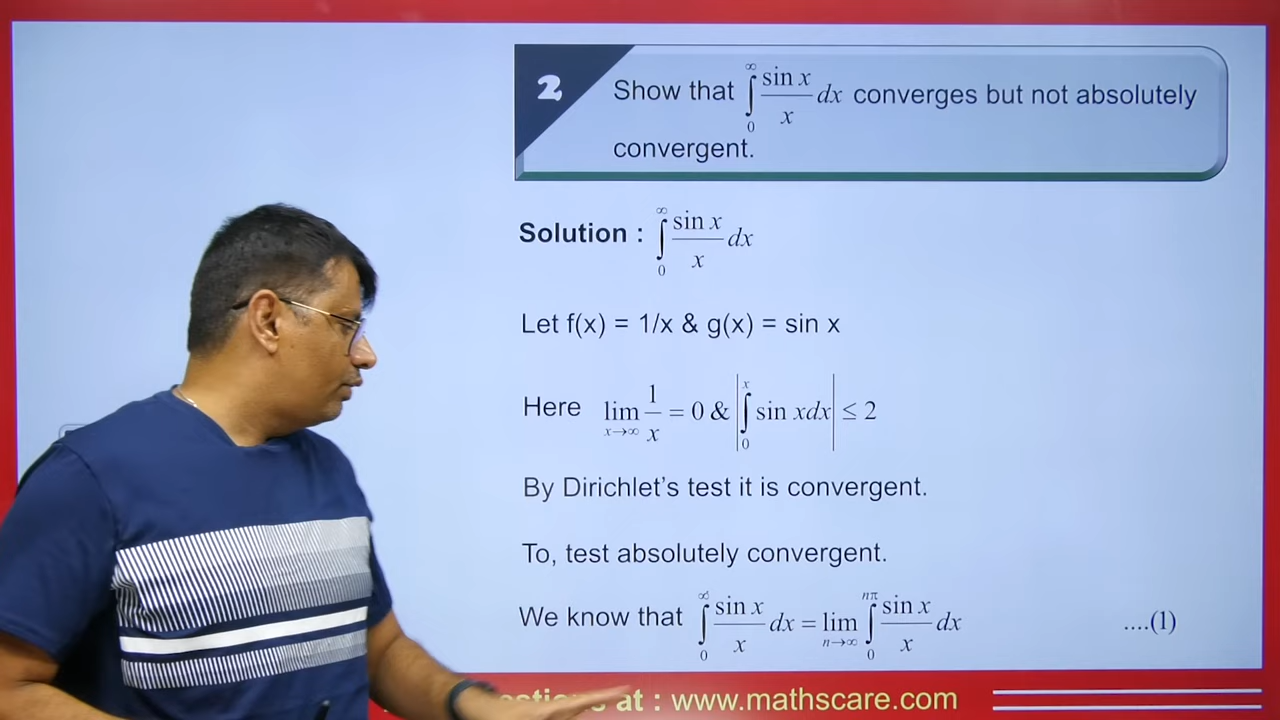 2
Show that ∫₀^∞ sin x / x dx converges but not absolutely
convergent.
Solution : ∫₀^∞ sin x / x dx
Let f(x) = 1/x & g(x) = sin x
Here lim_{x→∞} 1/x = 0 & |∫₀^x sin xdx| ≤ 2
By Dirichlet's test it is convergent.
To, test absolutely convergent.
We know that ∫₀^∞ sin x / x dx = lim_{n→∞} ∫₀^{nπ} sin x / x dx ....(1)
at : www.mathscare.com